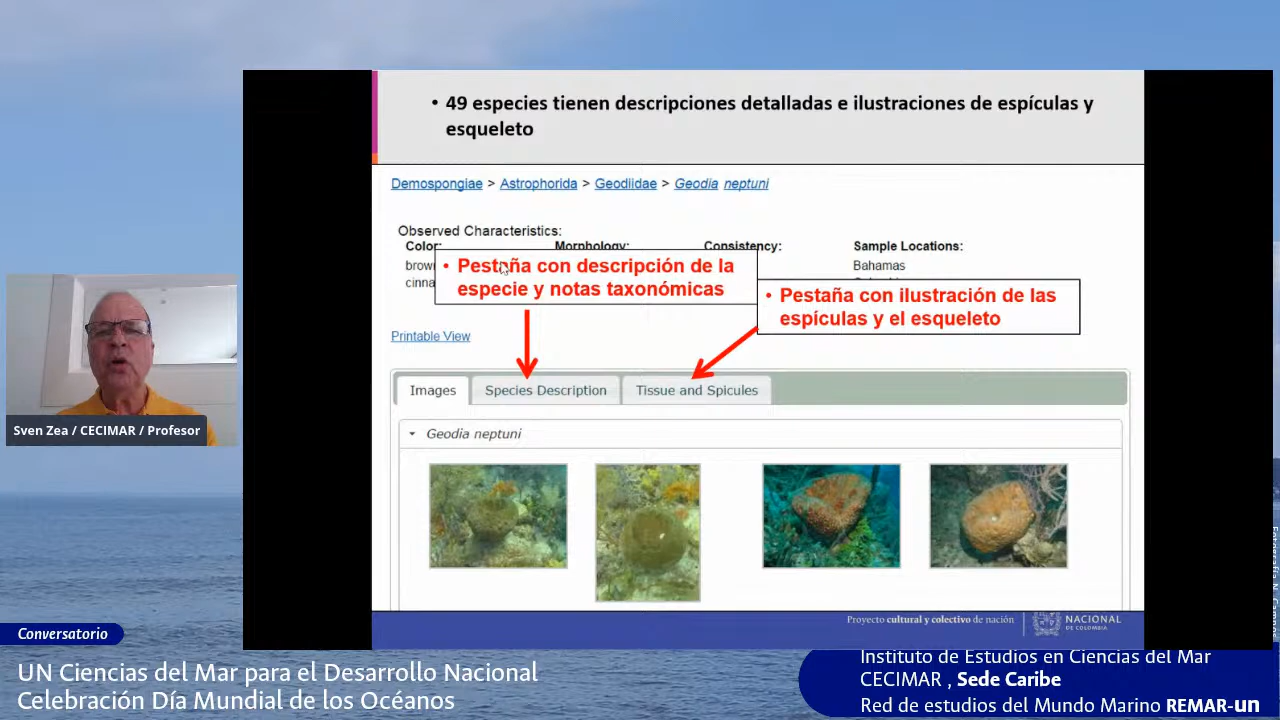 • 49 especies tienen descripciones detalladas e ilustraciones de espículas y
esqueleto
Demospongiae > Astrophorida > Geodiidae > Geodia neptuni
Observed Characteristics:
Color: Morphology: Consistency: Sample Locations:
Bahamas
• Pestaña con descripción de la
especie y notas taxonómicas
• Pestaña con ilustración de las
espículas y el esqueleto
Printable View
Images Species Description Tissue and Spicules
Geodia neptuni
Sven Zea / CECIMAR / Profesor
Proyecto cultural y colectivo de nación
NACIONAL
DE COLOMBIA
Conversatorio
UN Ciencias del Mar para el Desarrollo Nacional
Celebración Día Mundial de los Océanos
Instituto de Estudios en Ciencias del Mar
CECIMAR , Sede Caribe
Red de estudios del Mundo Marino REMAR-un